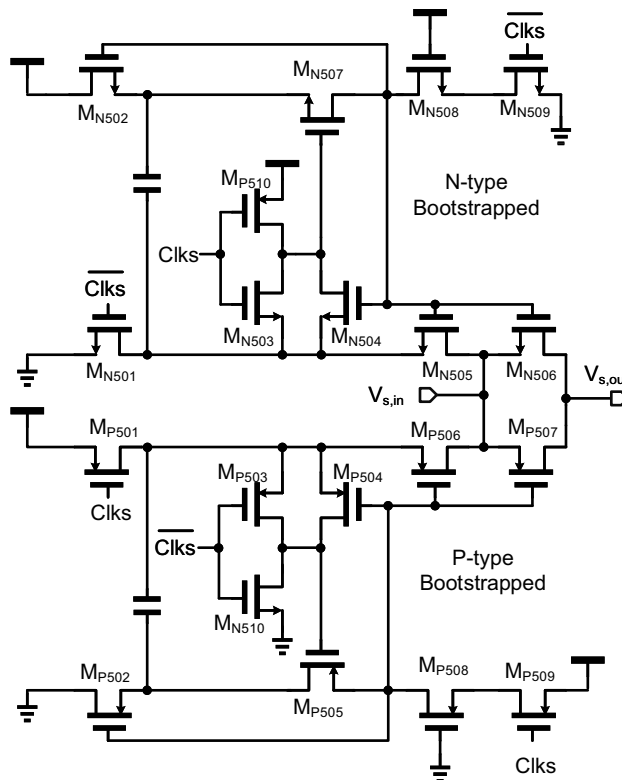 Clks
M_N507
M_N502
M_N508
M_N509
M_P510
N-type
Bootstrapped
Clks
Clks
M_N503
M_N504
M_N505
M_N506
M_N501
V_s,in
V_s,ou
M_P501
M_P506
M_P507
M_P503
M_P504
Clks
Clks
P-type
Bootstrapped
M_N510
M_P502
M_P508
M_P509
M_P505
Clks